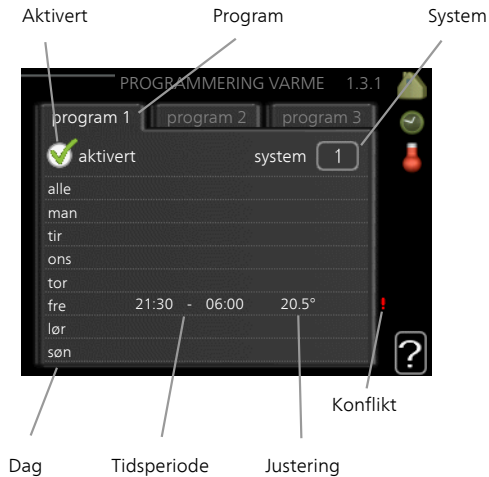 Aktivert Program System
PROGRAMMERING VARME 1.3.1
program 1 program 2 program 3
aktivert system 1
alle
man
tir
ons
tor
fre 21:30 - 06:00 20.5° !
lør
søn
?
Konflikt
Dag Tidsperiode Justering